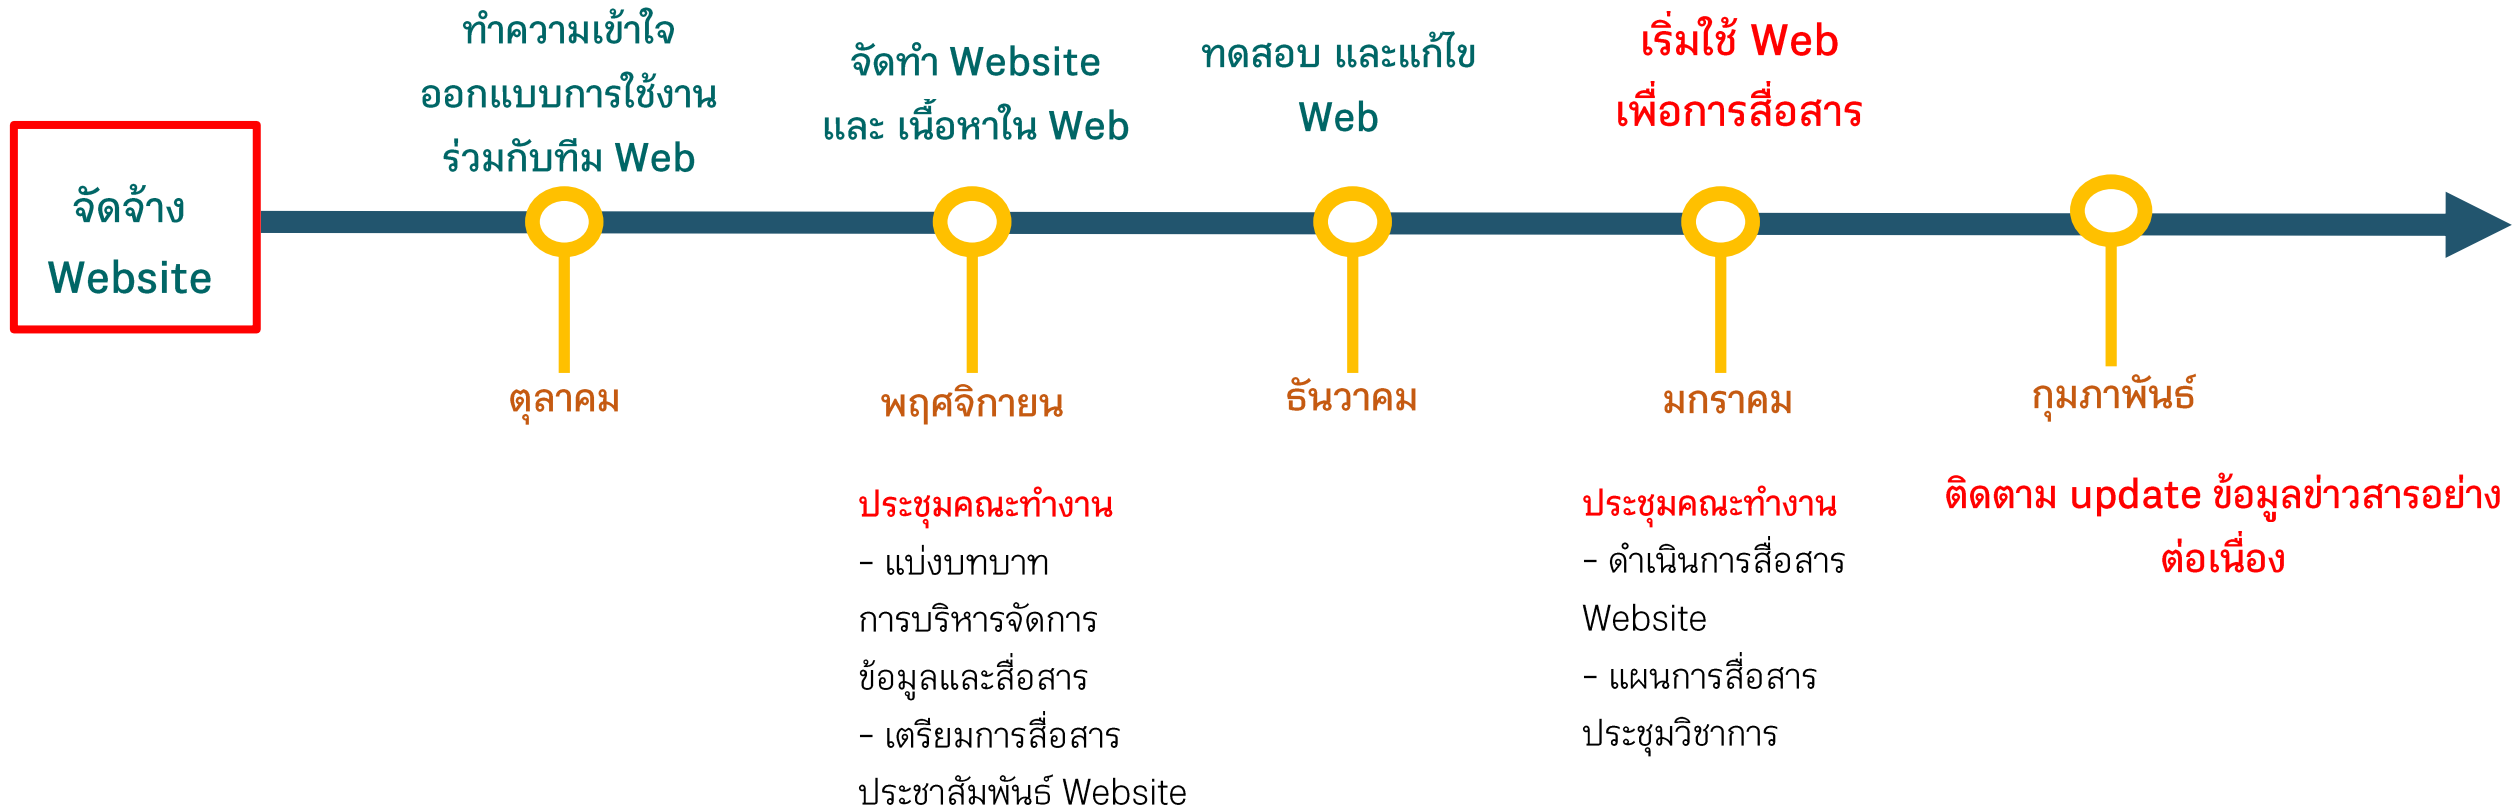 จัดจ้าง
Website
ทำความเข้าใจ
ออกแบบการใช้งาน
ร่วมกับทีม Web
ตุลาคม
จัดทำ Website
และ เนื้อหาใน Web
พฤศจิกายน
ประชุมคณะทำงาน
- แบ่งบทบาท
การบริหารจัดการ
ข้อมูลและสื่อสาร
- เตรียมการสื่อสาร
ประชาสัมพันธ์ Website
ทดสอบ และแก้ไข
Web
ธันวาคม
เริ่มใช้ Web
เพื่อการสื่อสาร
มกราคม
ประชุมคณะทำงาน
- ดำเนินการสื่อสาร
Website
- แผนการสื่อสาร
ประชุมวิชาการ
กุมภาพันธ์
ติดตาม update ข้อมูลข่าวสารอย่าง
ต่อเนื่อง